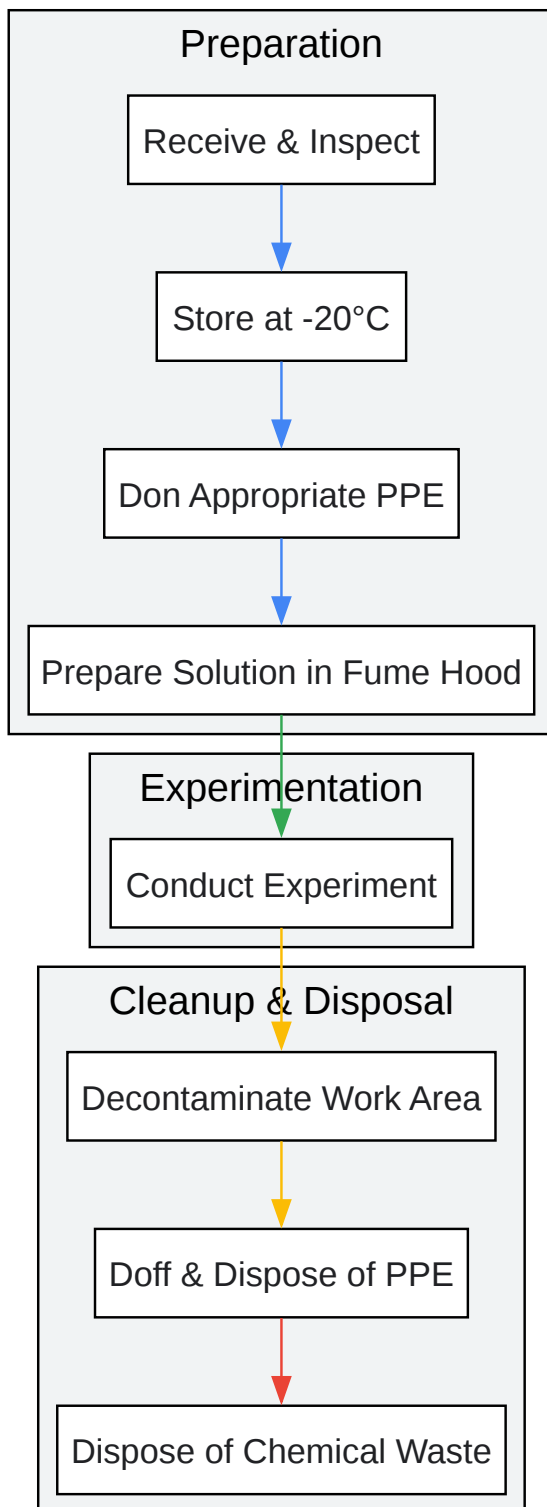 Preparation
Receive & Inspect
Store at -20°C
Don Appropriate PPE
Prepare Solution in Fume Hood
Experimentation
Conduct Experiment
Cleanup & Disposal
Decontaminate Work Area
Doff & Dispose of PPE
Dispose of Chemical Waste